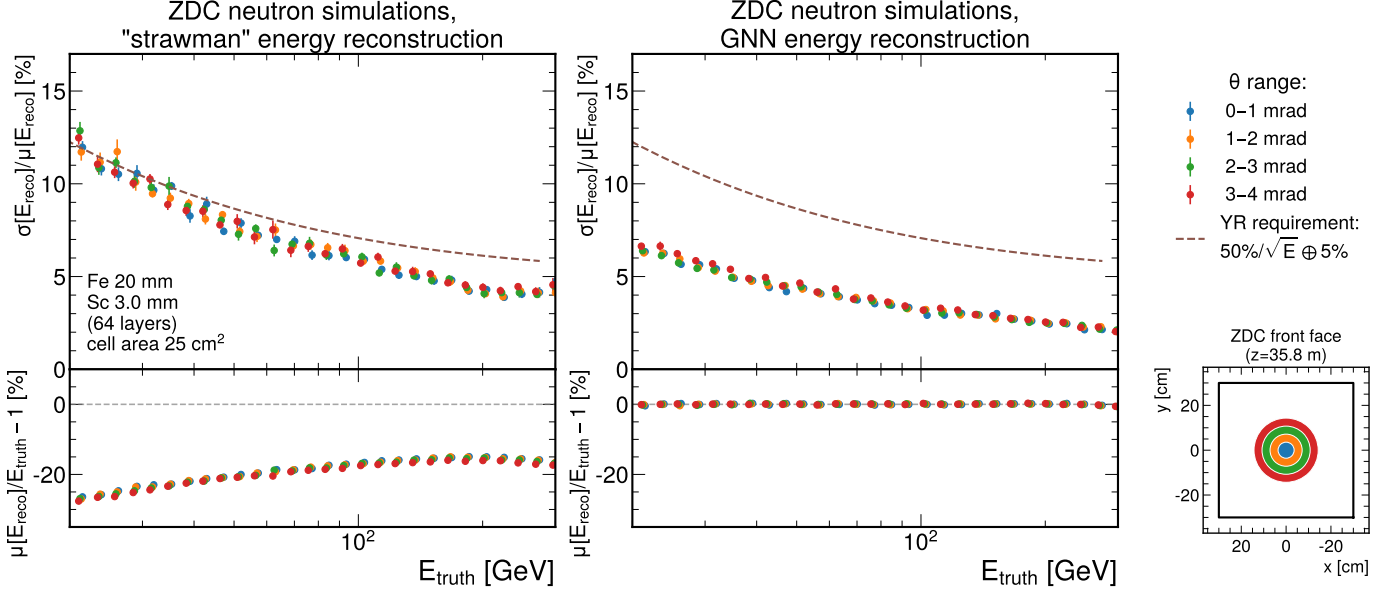 ZDC neutron simulations,
"strawman" energy reconstruction
σ[E_reco]/μ[E_reco] [%]
15
10
5
0
Fe 20 mm
Sc 3.0 mm
(64 layers)
cell area 25 cm²
μ[E_reco]/E_truth − 1 [%]
0
-20
10²
E_truth [GeV]
ZDC neutron simulations,
GNN energy reconstruction
σ[E_reco]/μ[E_reco] [%]
15
10
5
0
μ[E_reco]/E_truth − 1 [%]
0
-20
10²
E_truth [GeV]
θ range:
0−1 mrad
1−2 mrad
2−3 mrad
3−4 mrad
YR requirement:
50%/√E ⊕ 5%
ZDC front face
(z=35.8 m)
y [cm]
20
0
-20
20 0 -20
x [cm]